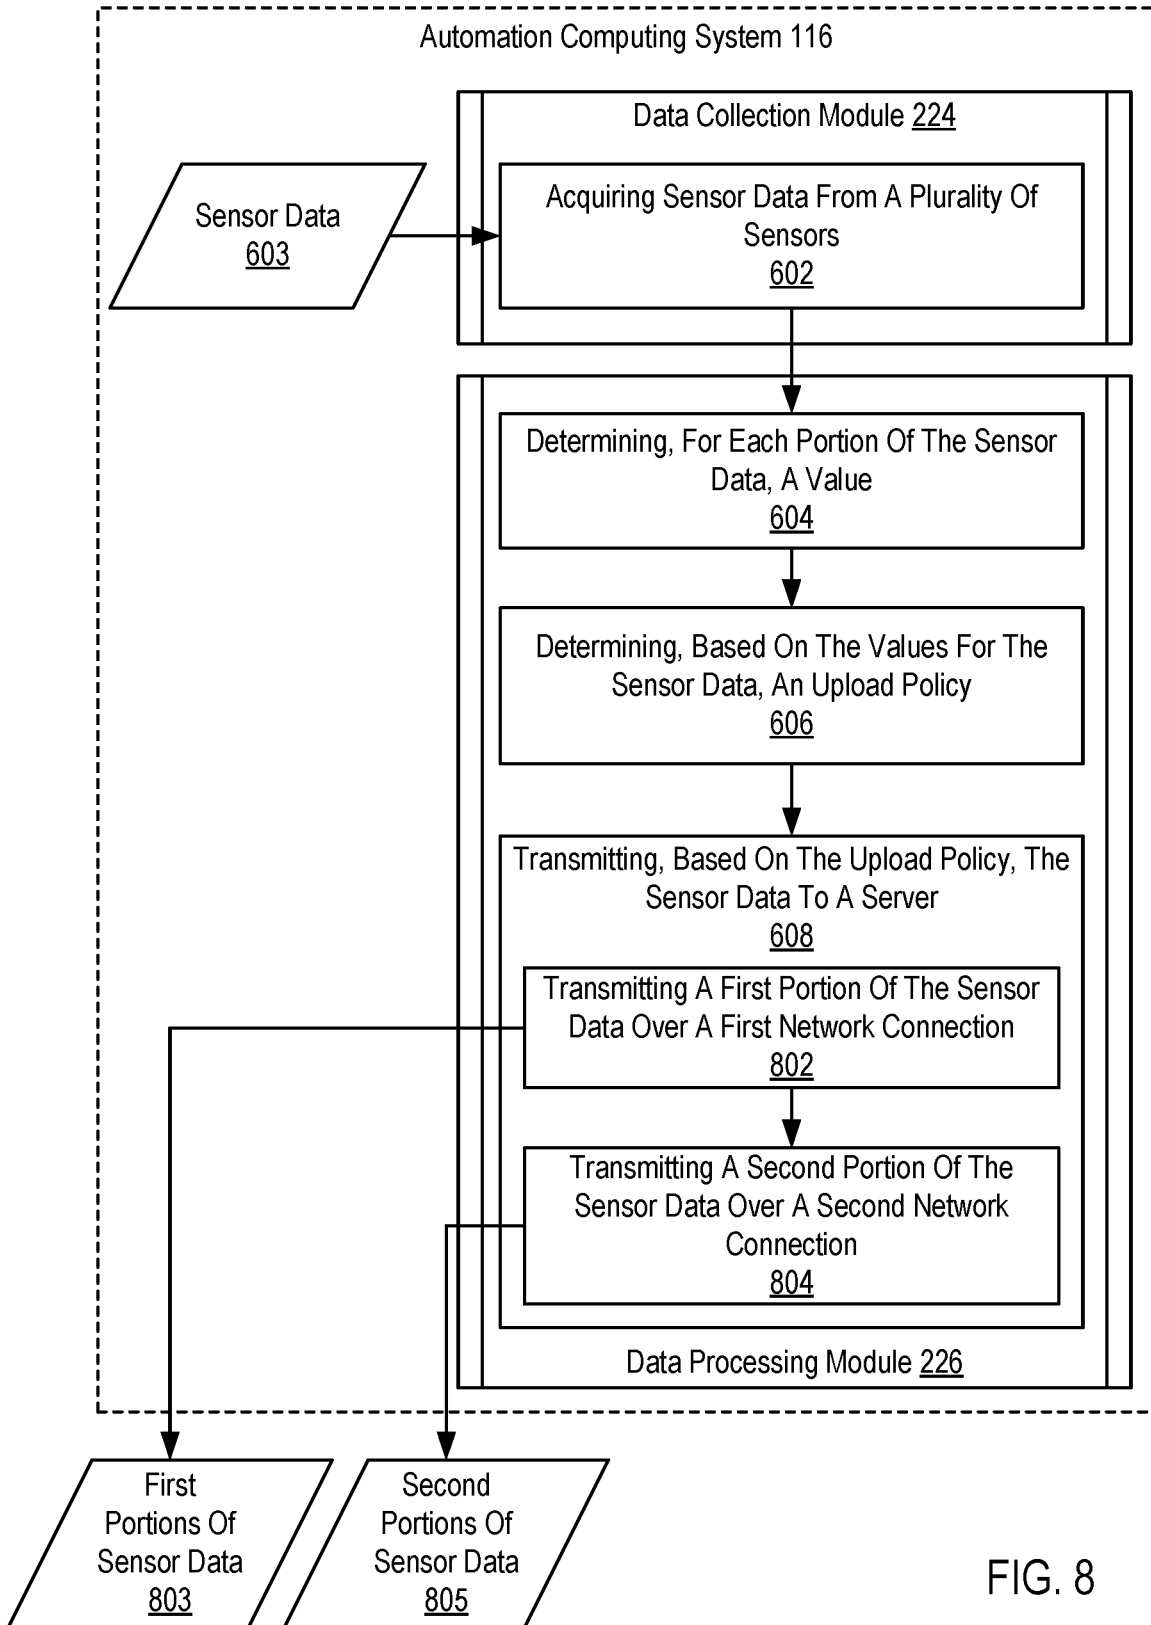 Automation Computing System 116
Data Collection Module 224
Sensor Data
603
Acquiring Sensor Data From A Plurality Of
Sensors
602
Determining, For Each Portion Of The Sensor
Data, A Value
604
Determining, Based On The Values For The
Sensor Data, An Upload Policy
606
Transmitting, Based On The Upload Policy, The
Sensor Data To A Server
608
Transmitting A First Portion Of The Sensor
Data Over A First Network Connection
802
Transmitting A Second Portion Of The
Sensor Data Over A Second Network
Connection
804
Data Processing Module 226
First
Portions Of
Sensor Data
803
Second
Portions Of
Sensor Data
805
FIG. 8